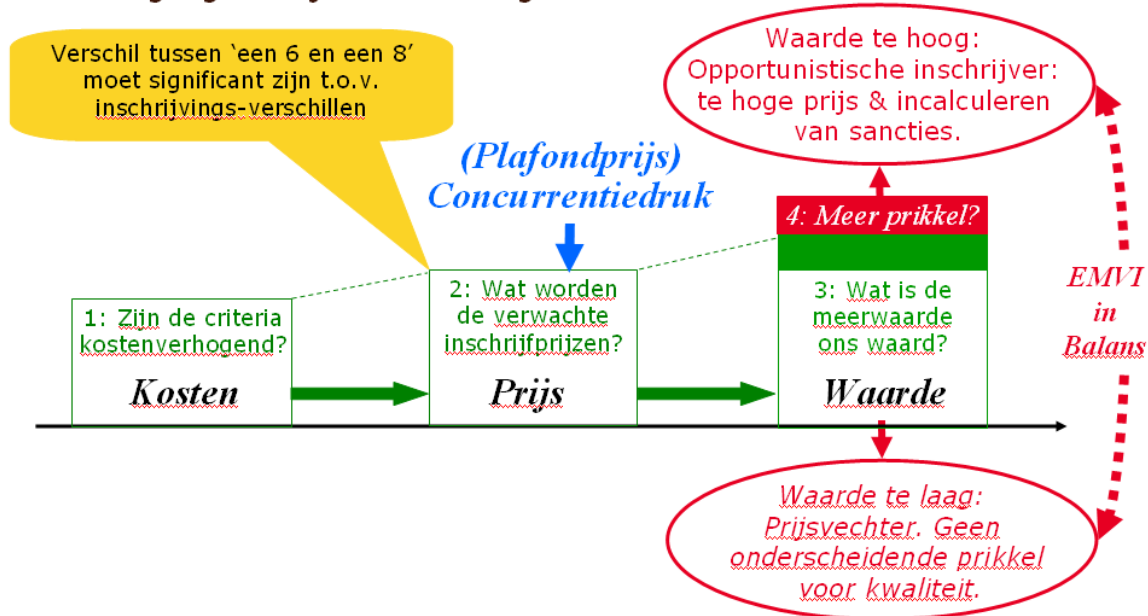 Verschil tussen ‘een 6 en een 8’
moet significant zijn t.o.v.
inschrijvings-verschillen
Waarde te hoog:
Opportunistische inschrijver:
te hoge prijs & incalculeren
van sancties.
(Plafondprijs)
Concurrentiedruk
4: Meer prikkel?
1: Zijn de criteria
kostenverhogend?
Kosten
2: Wat worden
de verwachte
inschrijfprijzen?
Prijs
3: Wat is de
meerwaarde
ons waard?
Waarde
EMVI
in
Balans
Waarde te laag:
Prijsvechter. Geen
onderscheidende prikkel
voor kwaliteit.